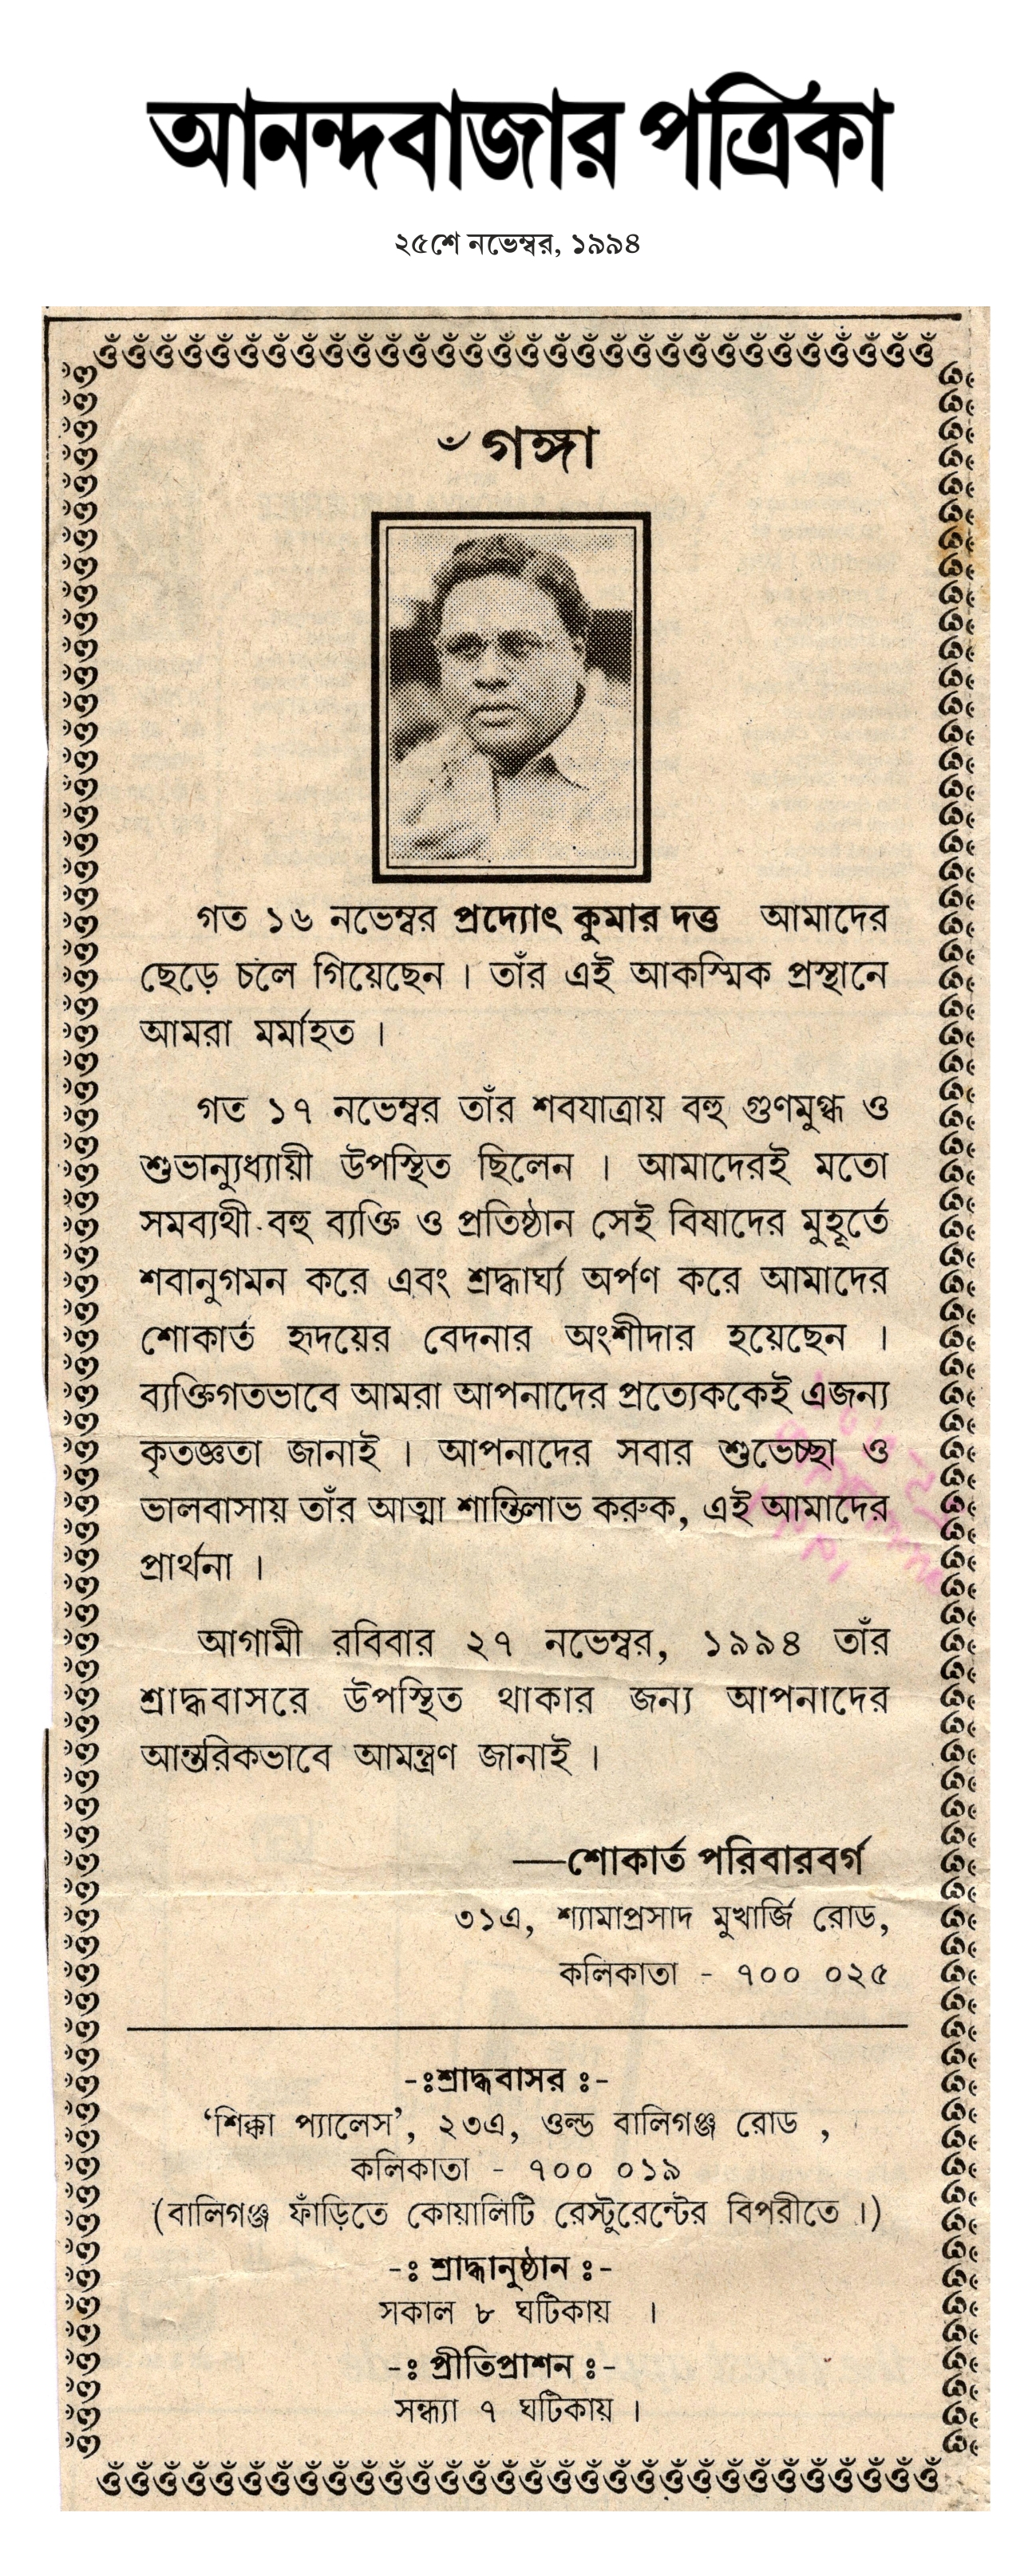 আনন্দবাজার পত্রিকা
২৫শে নভেম্বর, ১৯৯৪
ঁ গঙ্গা
গত ১৬ নভেম্বর প্রদ্যোৎ কুমার দত্ত আমাদের
ছেড়ে চলে গিয়েছেন । তাঁর এই আকস্মিক প্রস্থানে
আমরা মর্মাহত ।
গত ১৭ নভেম্বর তাঁর শবযাত্রায় বহু গুণমুগ্ধ ও
শুভান্যুধ্যায়ী উপস্থিত ছিলেন । আমাদেরই মতো
সমব্যথী বহু ব্যক্তি ও প্রতিষ্ঠান সেই বিষাদের মুহূর্তে
শবানুগমন করে এবং শ্রদ্ধার্ঘ্য অর্পণ করে আমাদের
শোকার্ত হৃদয়ের বেদনার অংশীদার হয়েছেন ।
ব্যক্তিগতভাবে আমরা আপনাদের প্রত্যেককেই এজন্য
কৃতজ্ঞতা জানাই । আপনাদের সবার শুভেচ্ছা ও
ভালবাসায় তাঁর আত্মা শান্তিলাভ করুক, এই আমাদের
প্রার্থনা ।
আগামী রবিবার ২৭ নভেম্বর, ১৯৯৪ তাঁর
শ্রাদ্ধবাসরে উপস্থিত থাকার জন্য আপনাদের
আন্তরিকভাবে আমন্ত্রণ জানাই ।
—শোকার্ত পরিবারবর্গ
৩১এ, শ্যামাপ্রসাদ মুখার্জি রোড,
কলিকাতা - ৭০০ ০২৫
-ঃশ্রাদ্ধবাসর ঃ-
‘শিক্কা প্যালেস’, ২৩এ, ওল্ড বালিগঞ্জ রোড ,
কলিকাতা - ৭০০ ০১৯
(বালিগঞ্জ ফাঁড়িতে কোয়ালিটি রেস্টুরেন্টের বিপরীতে ।)
-ঃ শ্রাদ্ধানুষ্ঠান ঃ-
সকাল ৮ ঘটিকায় ।
-ঃ প্রীতিপ্রাশন ঃ-
সন্ধ্যা ৭ ঘটিকায় ।